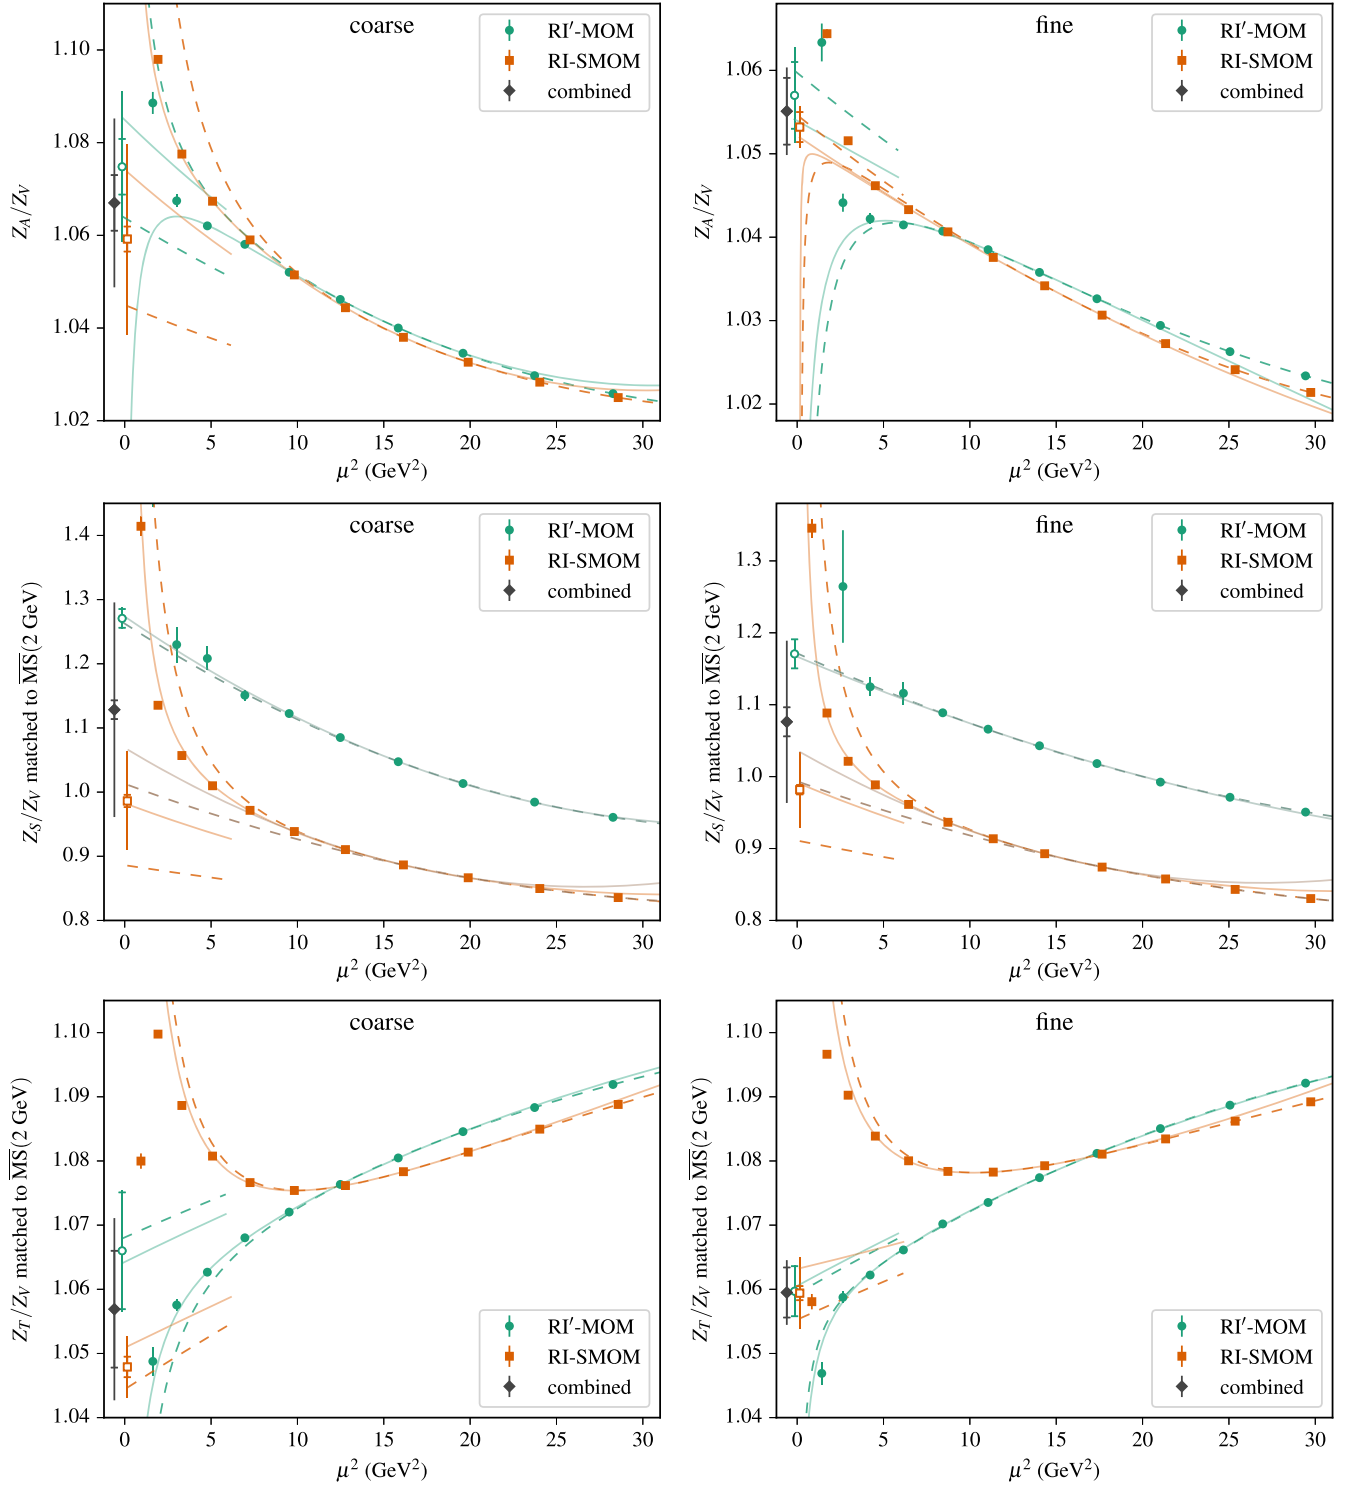 coarse
RI′-MOM
RI-SMOM
combined
1.10
1.08
1.06
1.04
1.02
Z_A/Z_V
0 5 10 15 20 25 30
μ² (GeV²)
fine
RI′-MOM
RI-SMOM
combined
1.06
1.05
1.04
1.03
1.02
Z_A/Z_V
0 5 10 15 20 25 30
μ² (GeV²)
coarse
RI′-MOM
RI-SMOM
combined
1.4
1.3
1.2
1.1
1.0
0.9
0.8
Z_S/Z_V matched to M̅S̅(2 GeV)
0 5 10 15 20 25 30
μ² (GeV²)
fine
RI′-MOM
RI-SMOM
combined
1.3
1.2
1.1
1.0
0.9
0.8
Z_S/Z_V matched to M̅S̅(2 GeV)
0 5 10 15 20 25 30
μ² (GeV²)
coarse
1.10
1.09
1.08
1.07
1.06
1.05
1.04
Z_T/Z_V matched to M̅S̅(2 GeV)
RI′-MOM
RI-SMOM
combined
0 5 10 15 20 25 30
μ² (GeV²)
fine
1.10
1.09
1.08
1.07
1.06
1.05
1.04
Z_T/Z_V matched to M̅S̅(2 GeV)
RI′-MOM
RI-SMOM
combined
0 5 10 15 20 25 30
μ² (GeV²)